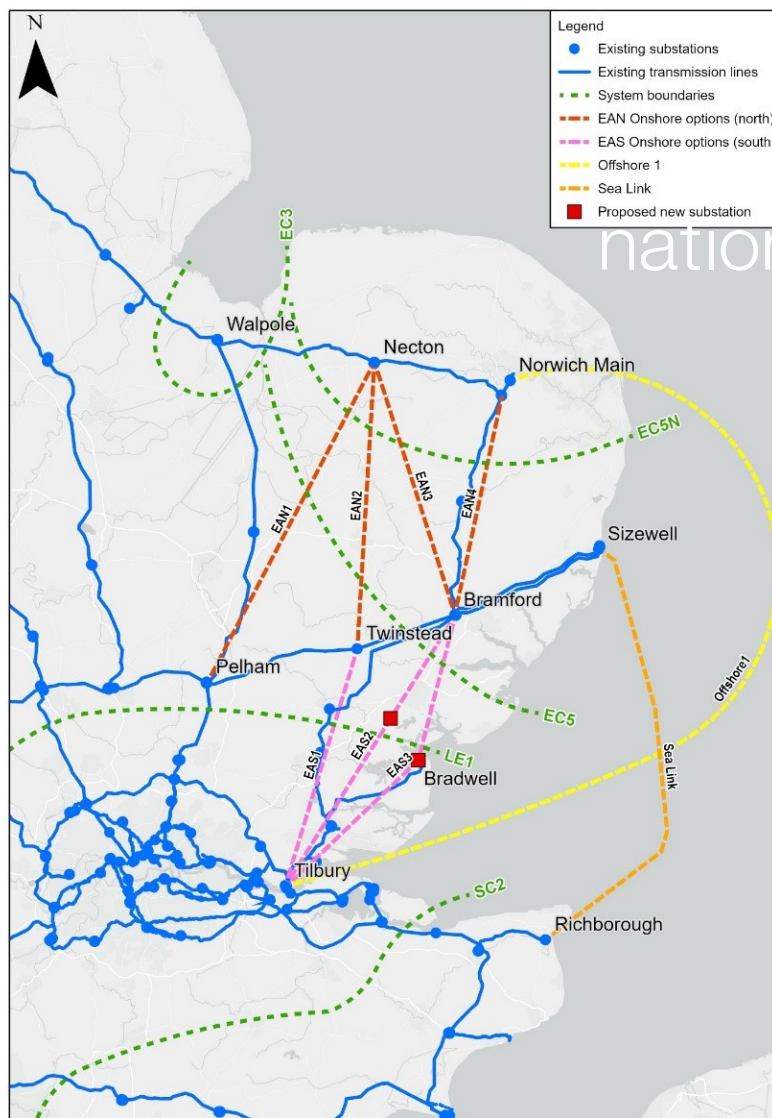 N
Legend
Existing substations
Existing transmission lines
System boundaries
EAN Onshore options (north)
EAS Onshore options (south
Offshore 1
Sea Link
Proposed new substation
nation
EC3
Walpole
Necton
Norwich Main
EC5N
EAN1
EAN2
EAN3
EAN4
Sizewell
Bramford
Twinstead
Pelham
Offshore1
EC5
EAS1
EAS2
EAS3
LE1
Bradwell
Sea Link
Tilbury
SC2
Richborough